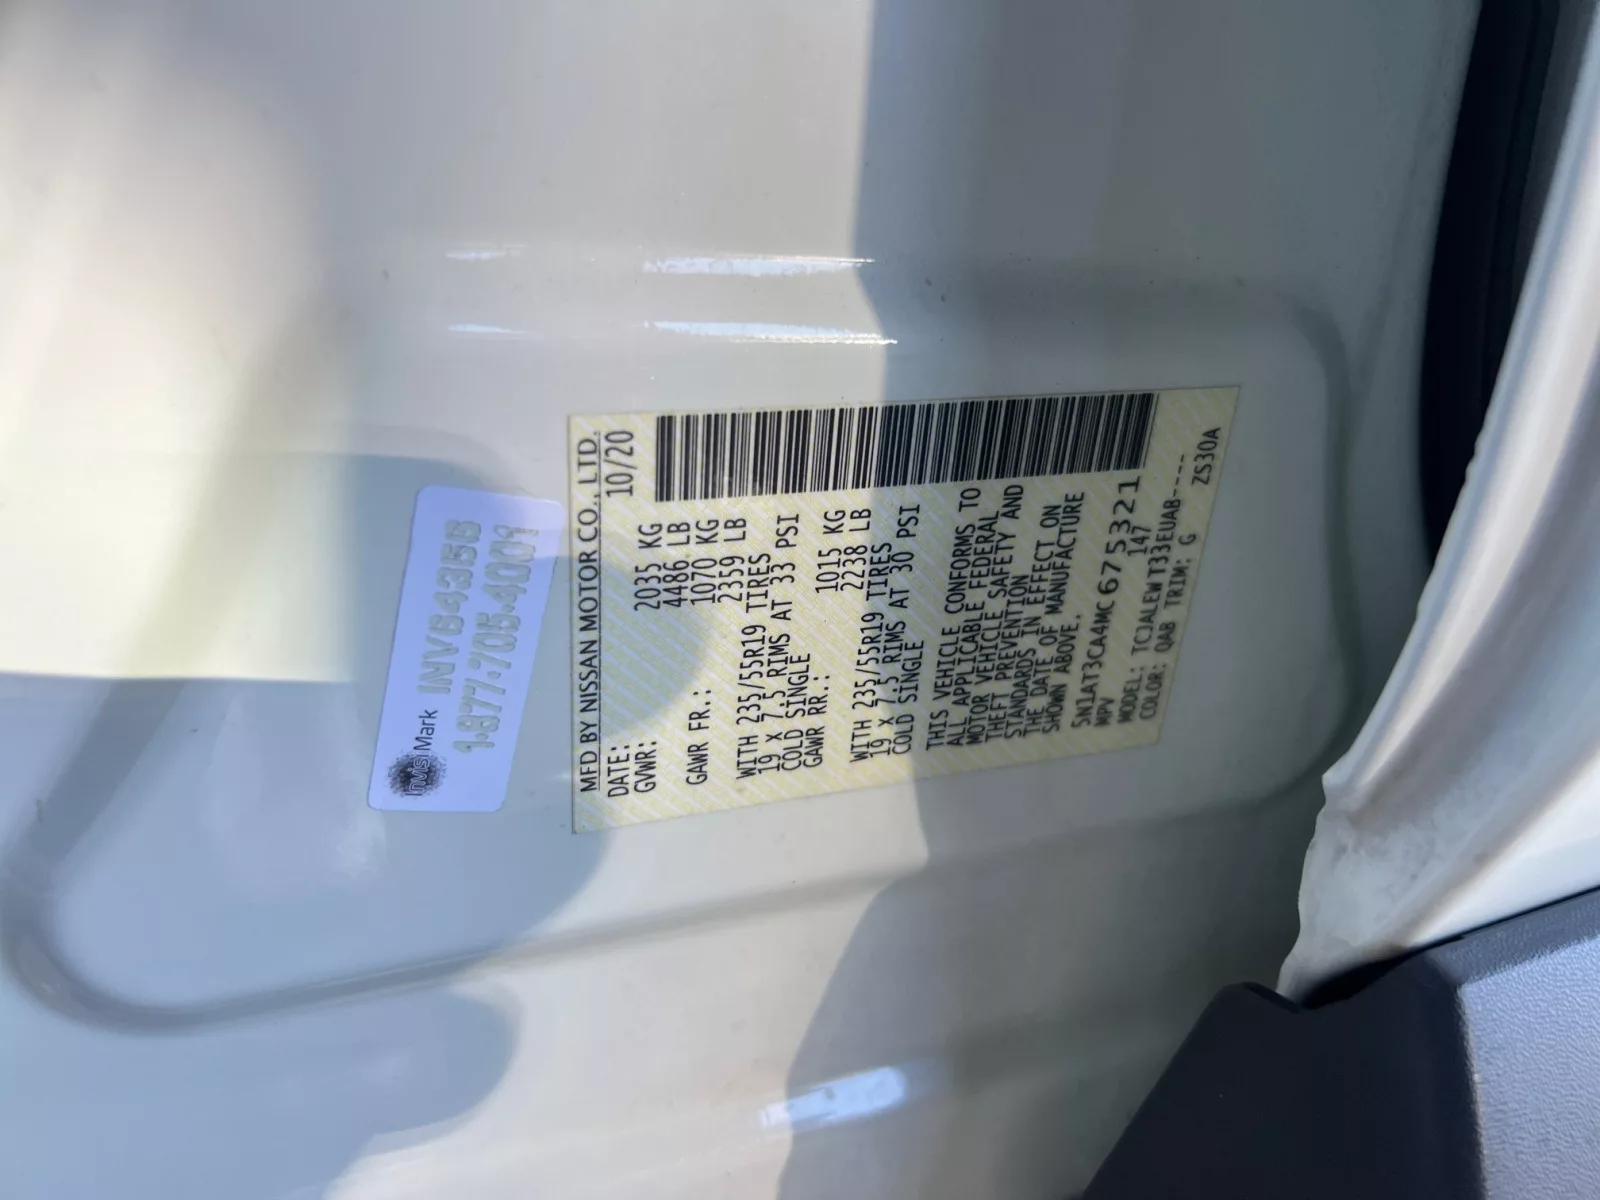 InvisiMark INV64356
1-877-705-4001
MFD BY NISSAN MOTOR CO., LTD.
DATE: 10/20
GVWR: 2035 KG
4486 LB
GAWR FR.: 1070 KG
2359 LB
WITH 235/55R19 TIRES
19 X 7.5 RIMS AT 33 PSI
COLD SINGLE
GAWR RR.: 1015 KG
2238 LB
WITH 235/55R19 TIRES
19 X 7.5 RIMS AT 30 PSI
COLD SINGLE
THIS VEHICLE CONFORMS TO
ALL APPLICABLE FEDERAL
MOTOR VEHICLE SAFETY AND
THEFT PREVENTION
STANDARDS IN EFFECT ON
THE DATE OF MANUFACTURE
SHOWN ABOVE.
5N1AT3CA4MC675321
MPV 147
MODEL: TCJALEWT33EUAB----
COLOR: QAB TRIM: G ZS30A